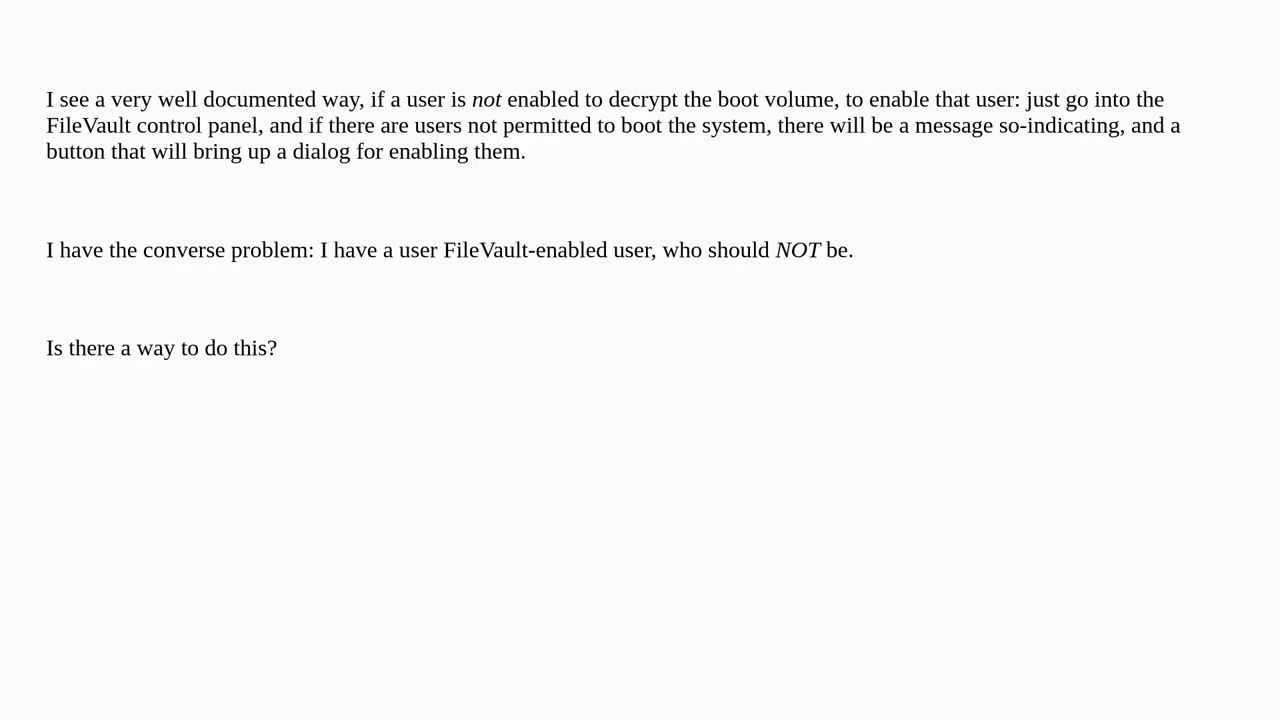 I see a very well documented way, if a user is not enabled to decrypt the boot volume, to enable that user: just go into the
FileVault control panel, and if there are users not permitted to boot the system, there will be a message so-indicating, and a
button that will bring up a dialog for enabling them.
I have the converse problem: I have a user FileVault-enabled user, who should NOT be.
Is there a way to do this?